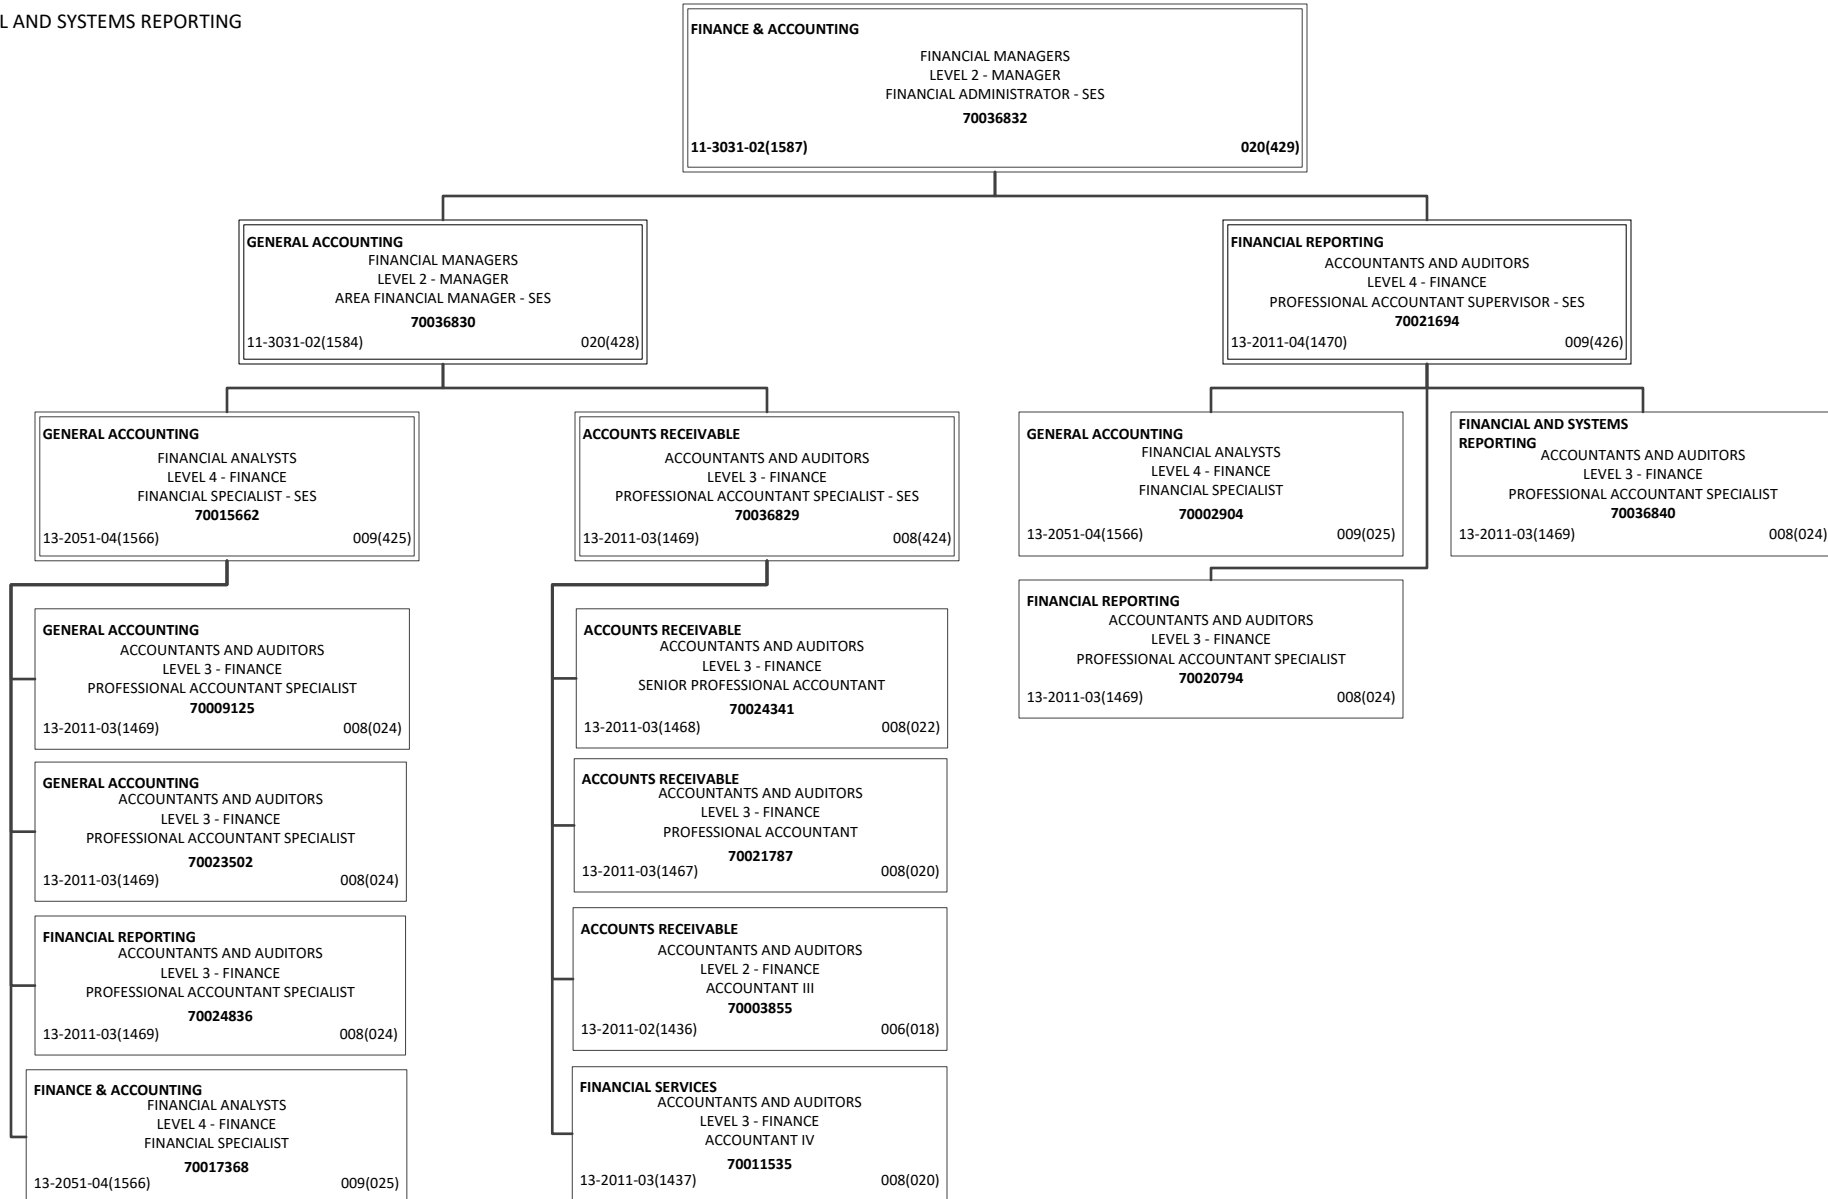 L AND SYSTEMS REPORTING
FINANCE & ACCOUNTING
FINANCIAL MANAGERS
LEVEL 2 - MANAGER
FINANCIAL ADMINISTRATOR - SES
70036832
11-3031-02(1587) 020(429)
GENERAL ACCOUNTING
FINANCIAL MANAGERS
LEVEL 2 - MANAGER
AREA FINANCIAL MANAGER - SES
70036830
11-3031-02(1584) 020(428)
FINANCIAL REPORTING
ACCOUNTANTS AND AUDITORS
LEVEL 4 - FINANCE
PROFESSIONAL ACCOUNTANT SUPERVISOR - SES
70021694
13-2011-04(1470) 009(426)
GENERAL ACCOUNTING
FINANCIAL ANALYSTS
LEVEL 4 - FINANCE
FINANCIAL SPECIALIST - SES
70015662
13-2051-04(1566) 009(425)
ACCOUNTS RECEIVABLE
ACCOUNTANTS AND AUDITORS
LEVEL 3 - FINANCE
PROFESSIONAL ACCOUNTANT SPECIALIST - SES
70036829
13-2011-03(1469) 008(424)
GENERAL ACCOUNTING
FINANCIAL ANALYSTS
LEVEL 4 - FINANCE
FINANCIAL SPECIALIST
70002904
13-2051-04(1566) 009(025)
FINANCIAL AND SYSTEMS
REPORTING
ACCOUNTANTS AND AUDITORS
LEVEL 3 - FINANCE
PROFESSIONAL ACCOUNTANT SPECIALIST
70036840
13-2011-03(1469) 008(024)
GENERAL ACCOUNTING
ACCOUNTANTS AND AUDITORS
LEVEL 3 - FINANCE
PROFESSIONAL ACCOUNTANT SPECIALIST
70009125
13-2011-03(1469) 008(024)
ACCOUNTS RECEIVABLE
ACCOUNTANTS AND AUDITORS
LEVEL 3 - FINANCE
SENIOR PROFESSIONAL ACCOUNTANT
70024341
13-2011-03(1468) 008(022)
FINANCIAL REPORTING
ACCOUNTANTS AND AUDITORS
LEVEL 3 - FINANCE
PROFESSIONAL ACCOUNTANT SPECIALIST
70020794
13-2011-03(1469) 008(024)
GENERAL ACCOUNTING
ACCOUNTANTS AND AUDITORS
LEVEL 3 - FINANCE
PROFESSIONAL ACCOUNTANT SPECIALIST
70023502
13-2011-03(1469) 008(024)
ACCOUNTS RECEIVABLE
ACCOUNTANTS AND AUDITORS
LEVEL 3 - FINANCE
PROFESSIONAL ACCOUNTANT
70021787
13-2011-03(1467) 008(020)
FINANCIAL REPORTING
ACCOUNTANTS AND AUDITORS
LEVEL 3 - FINANCE
PROFESSIONAL ACCOUNTANT SPECIALIST
70024836
13-2011-03(1469) 008(024)
ACCOUNTS RECEIVABLE
ACCOUNTANTS AND AUDITORS
LEVEL 2 - FINANCE
ACCOUNTANT III
70003855
13-2011-02(1436) 006(018)
FINANCE & ACCOUNTING
FINANCIAL ANALYSTS
LEVEL 4 - FINANCE
FINANCIAL SPECIALIST
70017368
13-2051-04(1566) 009(025)
FINANCIAL SERVICES
ACCOUNTANTS AND AUDITORS
LEVEL 3 - FINANCE
ACCOUNTANT IV
70011535
13-2011-03(1437) 008(020)